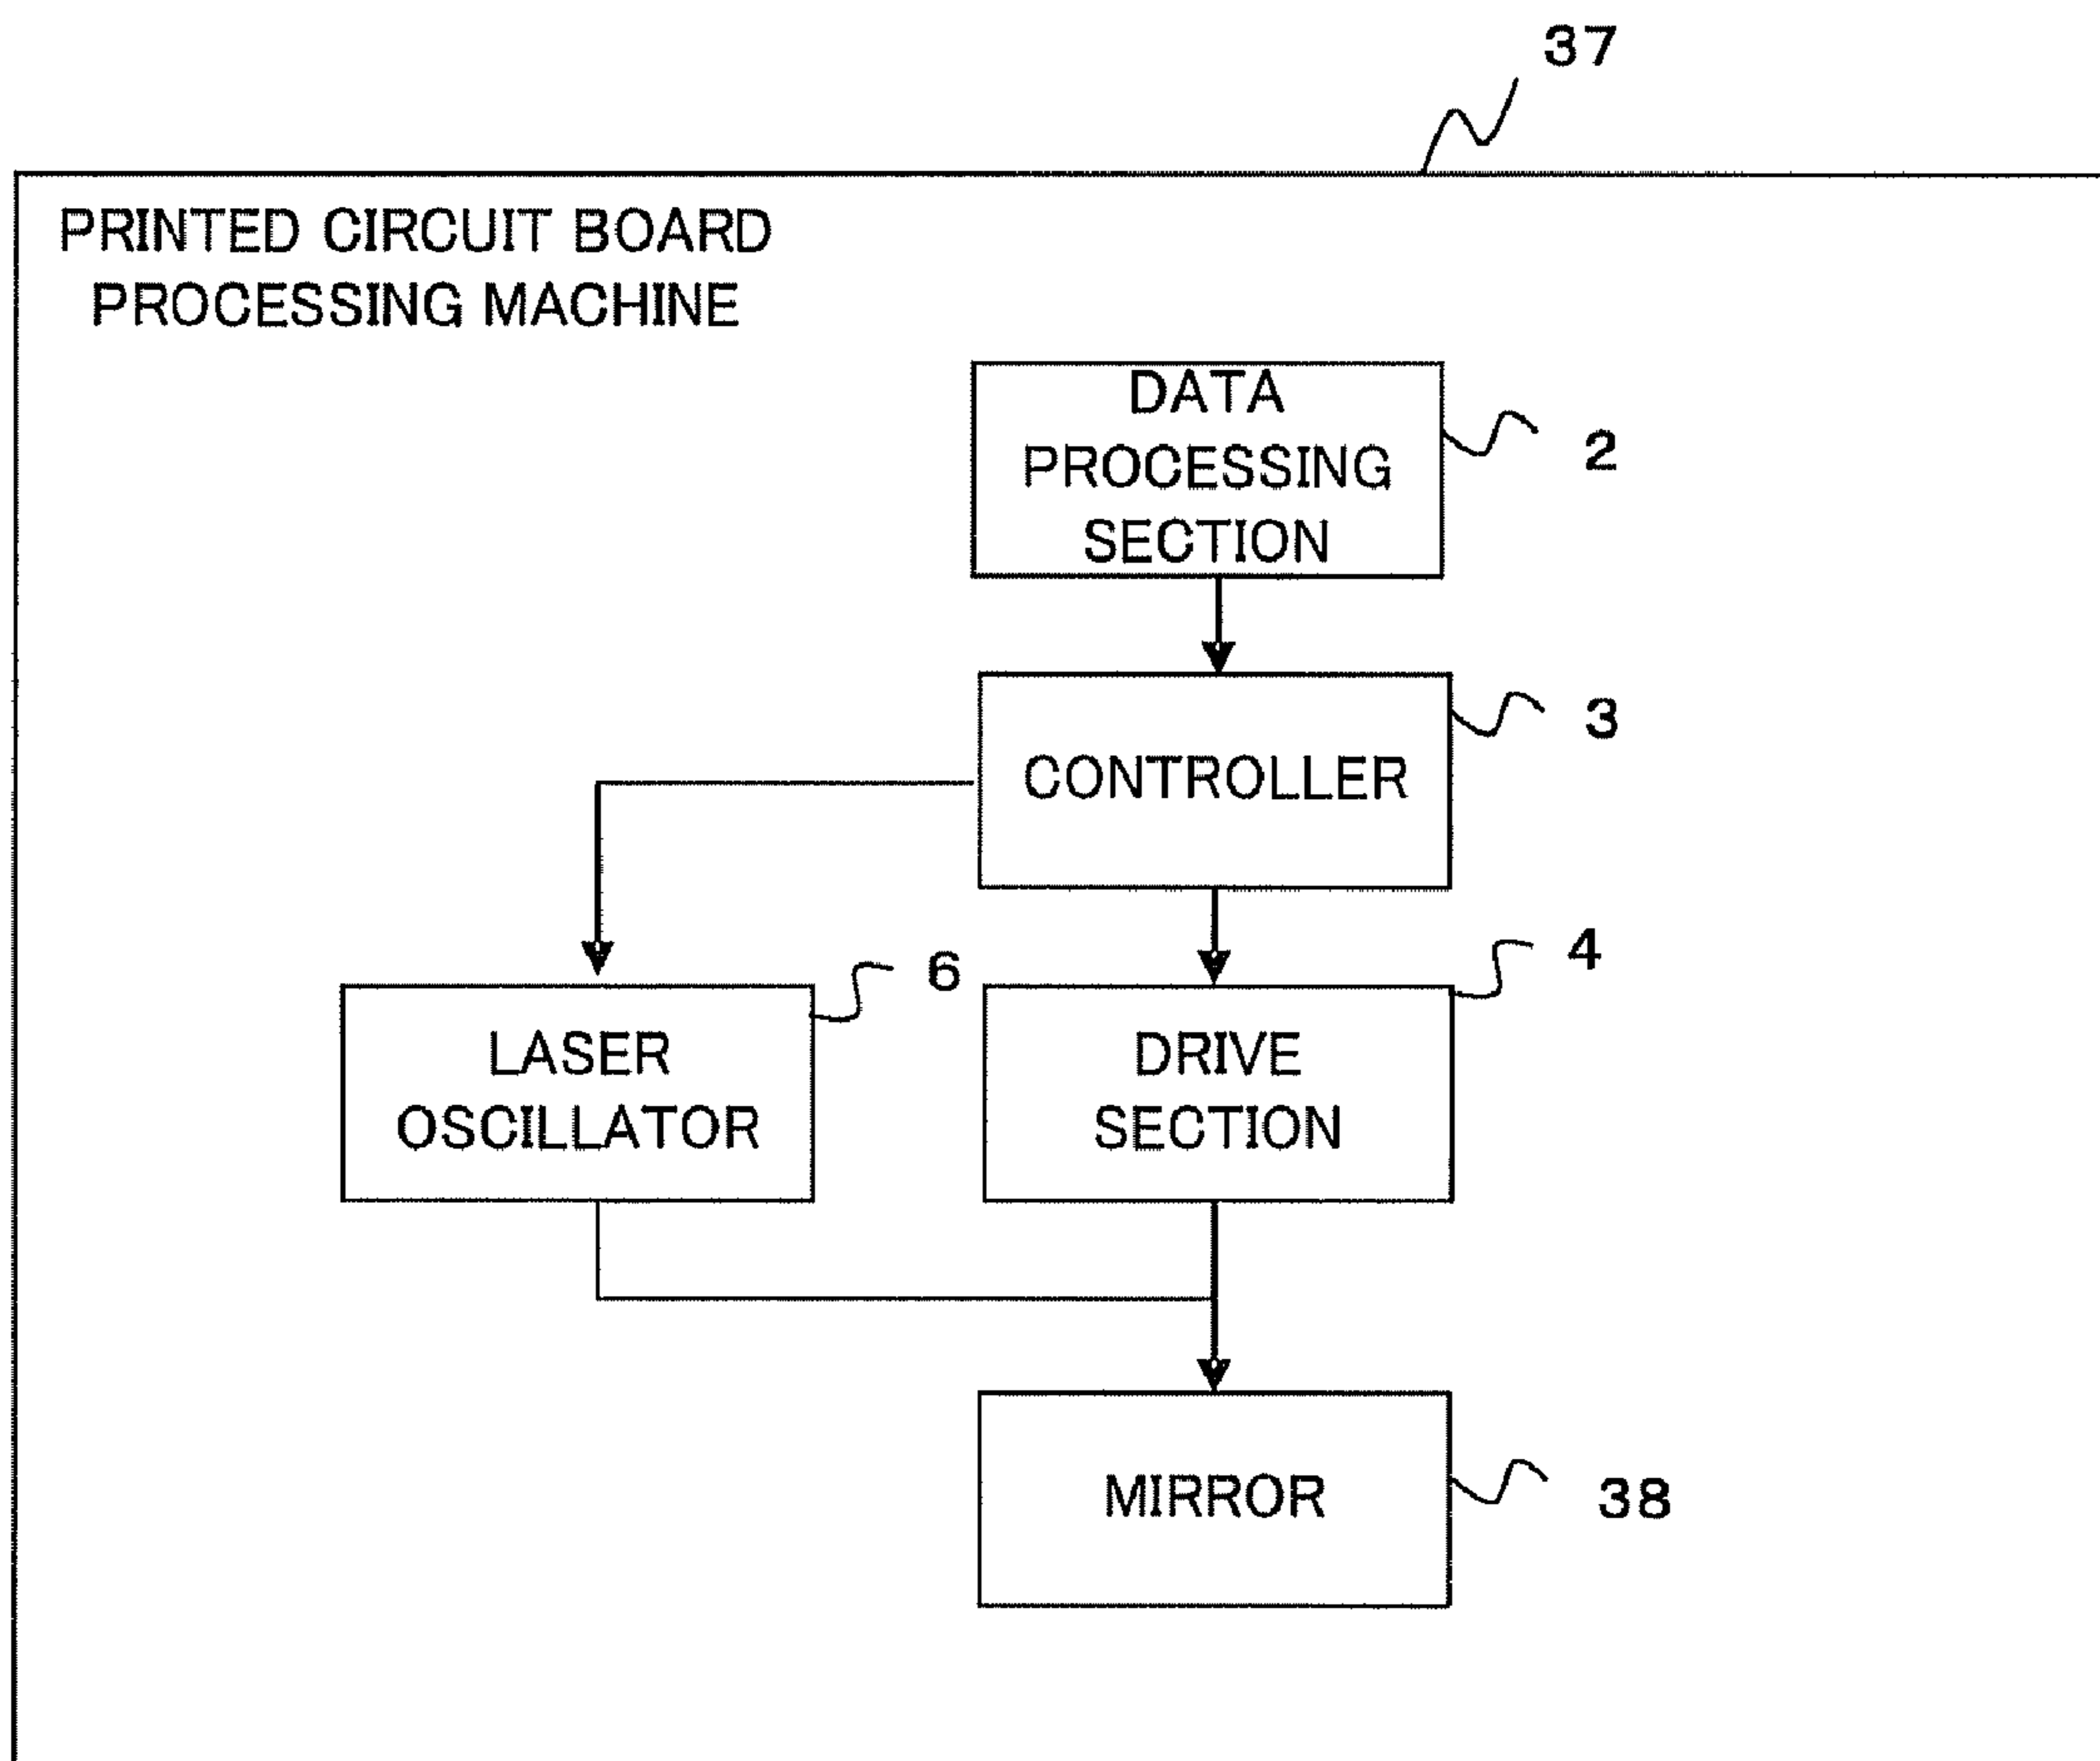 37
PRINTED CIRCUIT BOARD
PROCESSING MACHINE
DATA
PROCESSING
SECTION
2
CONTROLLER
3
LASER
OSCILLATOR
6
DRIVE
SECTION
4
MIRROR
38